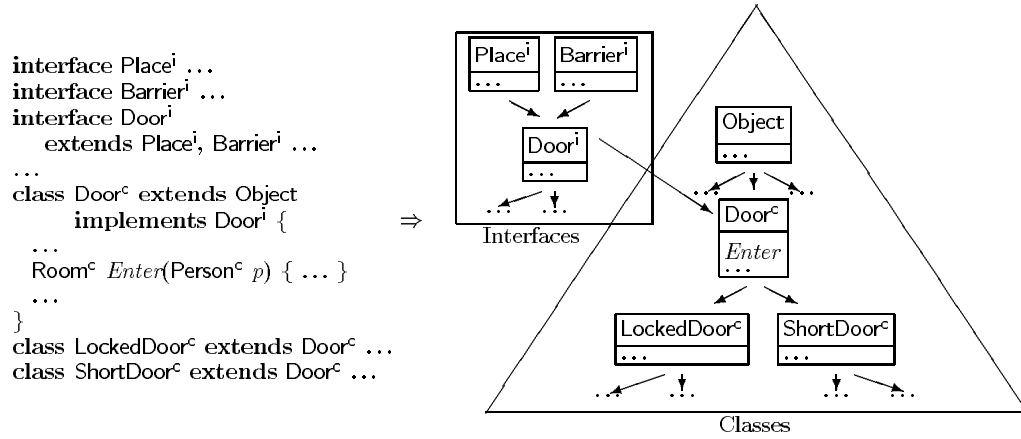 interface Placeⁱ ...
interface Barrierⁱ ...
interface Doorⁱ
extends Placeⁱ, Barrierⁱ ...
...
class Doorᶜ extends Object
implements Doorⁱ {
...
Roomᶜ Enter(Personᶜ p) { ... }
...
}
class LockedDoorᶜ extends Doorᶜ ...
class ShortDoorᶜ extends Doorᶜ ...
⇒
Placeⁱ
...
Barrierⁱ
...
Doorⁱ
...
... ...
Interfaces
Object
...
... ... ...
Doorᶜ
Enter
...
LockedDoorᶜ
...
ShortDoorᶜ
...
... ... ... ...
Classes